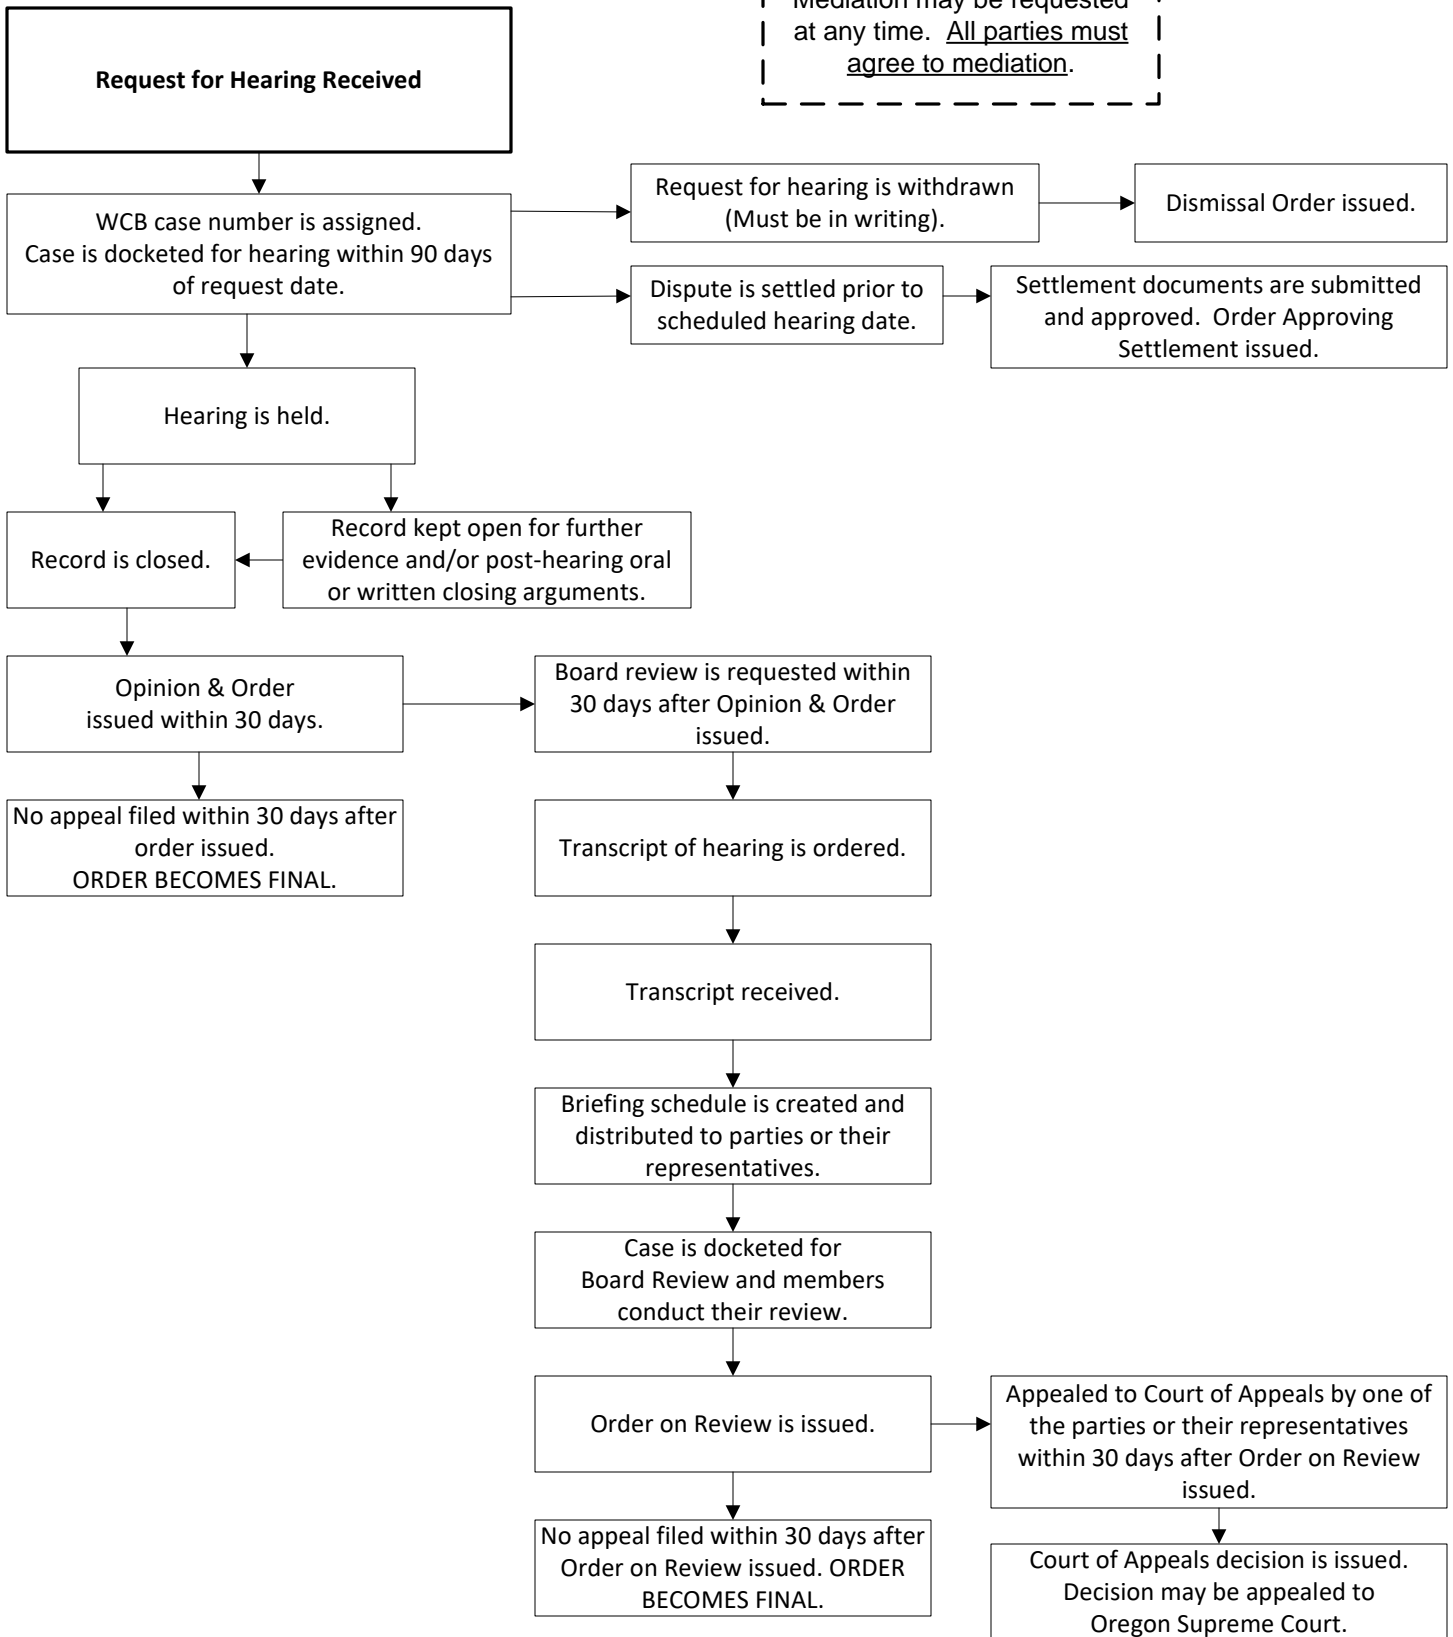 Mediation may be requested
at any time.  All parties must
agree to mediation.
Request for Hearing Received
WCB case number is assigned.
Case is docketed for hearing within 90 days
of request date.
Request for hearing is withdrawn
(Must be in writing).
Dismissal Order issued.
Dispute is settled prior to
scheduled hearing date.
Settlement documents are submitted
and approved.  Order Approving
Settlement issued.
Hearing is held.
Record is closed.
Record kept open for further
evidence and/or post-hearing oral
or written closing arguments.
Opinion & Order
issued within 30 days.
Board review is requested within
30 days after Opinion & Order
issued.
No appeal filed within 30 days after
order issued.
ORDER BECOMES FINAL.
Transcript of hearing is ordered.
Transcript received.
Briefing schedule is created and
distributed to parties or their
representatives.
Case is docketed for
Board Review and members
conduct their review.
Order on Review is issued.
Appealed to Court of Appeals by one of
the parties or their representatives
within 30 days after Order on Review
issued.
No appeal filed within 30 days after
Order on Review issued. ORDER
BECOMES FINAL.
Court of Appeals decision is issued.
Decision may be appealed to
Oregon Supreme Court.